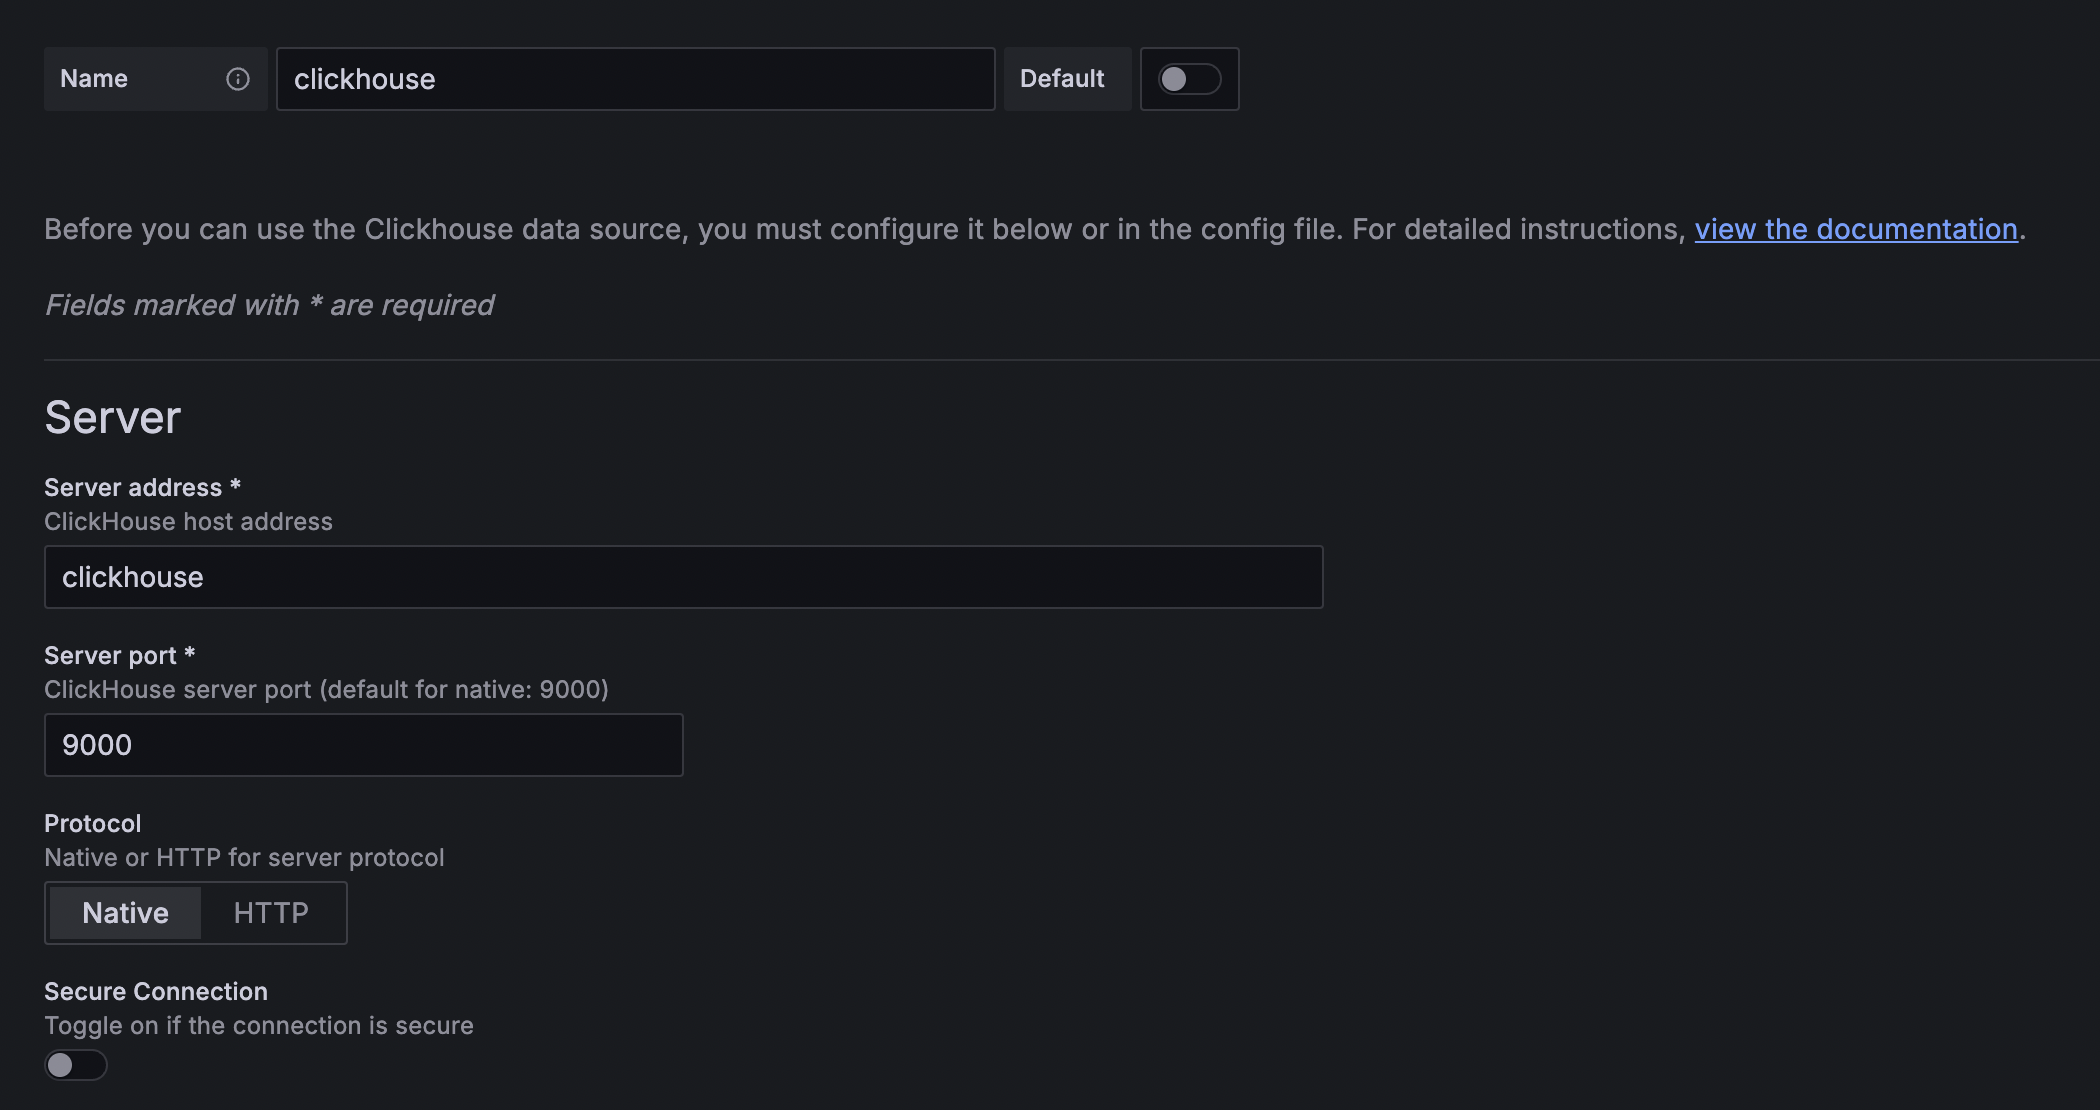 Name
clickhouse
Default
Before you can use the Clickhouse data source, you must configure it below or in the config file. For detailed instructions, view the documentation.
Fields marked with * are required
Server
Server address *
ClickHouse host address
clickhouse
Server port *
ClickHouse server port (default for native: 9000)
9000
Protocol
Native or HTTP for server protocol
Native HTTP
Secure Connection
Toggle on if the connection is secure